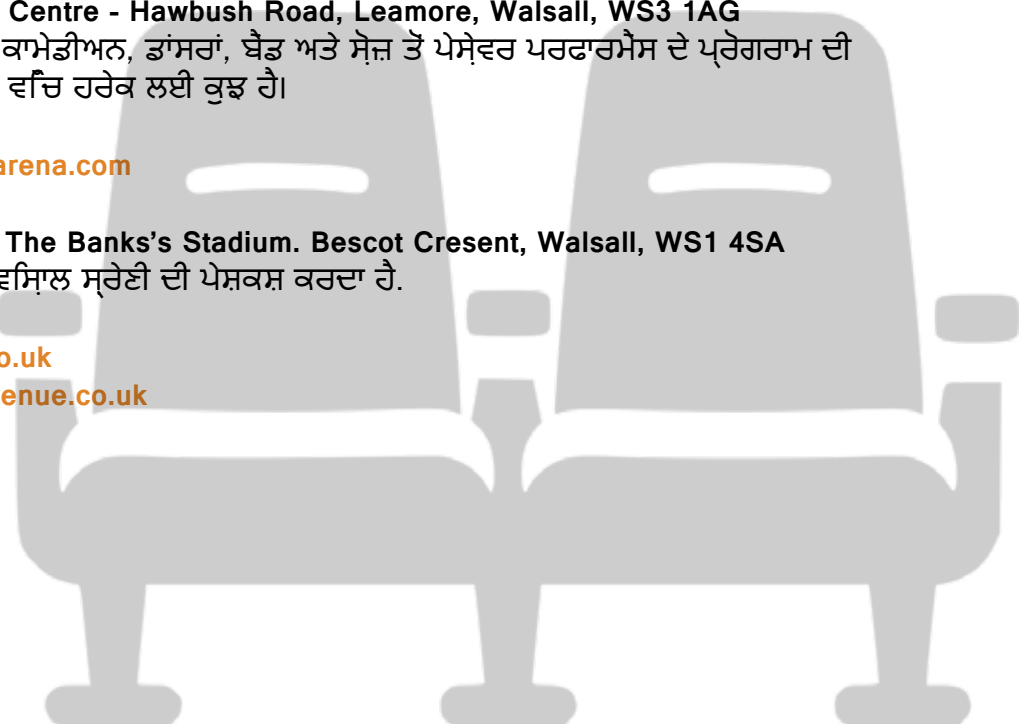 Centre - Hawbush Road, Leamore, Walsall, WS3 1AG
ਕਾਮੇਡੀਅਨ, ਡਾਂਸਰਾਂ, ਬੈਂਡ ਅਤੇ ਸ਼ੋਜ਼ ਤੋਂ ਪੇਸ਼ੇਵਰ ਪਰਫਾਰਮੈਂਸ ਦੇ ਪ੍ਰੋਗਰਾਮ ਦੀ
ਵਿੱਚ ਹਰੇਕ ਲਈ ਕੁਝ ਹੈ।
arena.com
The Banks’s Stadium. Bescot Cresent, Walsall, WS1 4SA
ਵਿਸ਼ਾਲ ਸ੍ਰੇਣੀ ਦੀ ਪੇਸ਼ਕਸ਼ ਕਰਦਾ ਹੈ.
o.uk
enue.co.uk